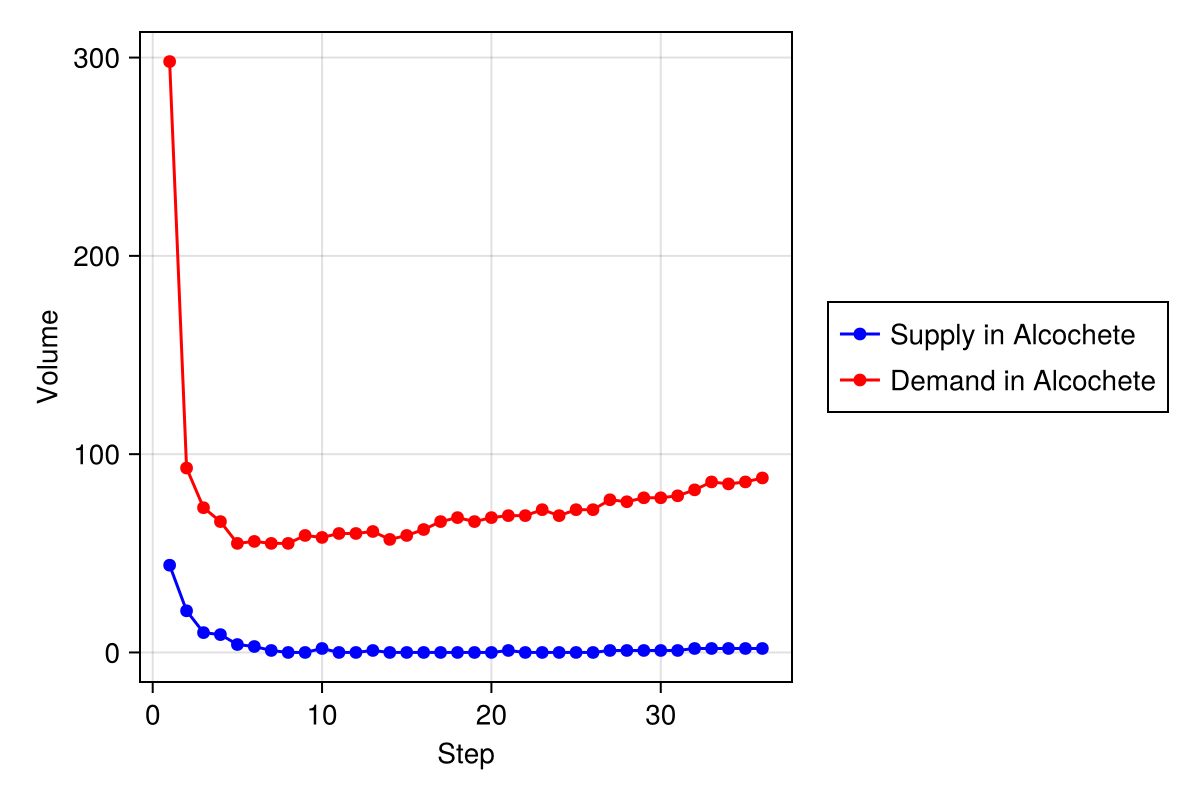 300
200
100
0
Volume
0 10 20 30
Step
Supply in Alcochete
Demand in Alcochete